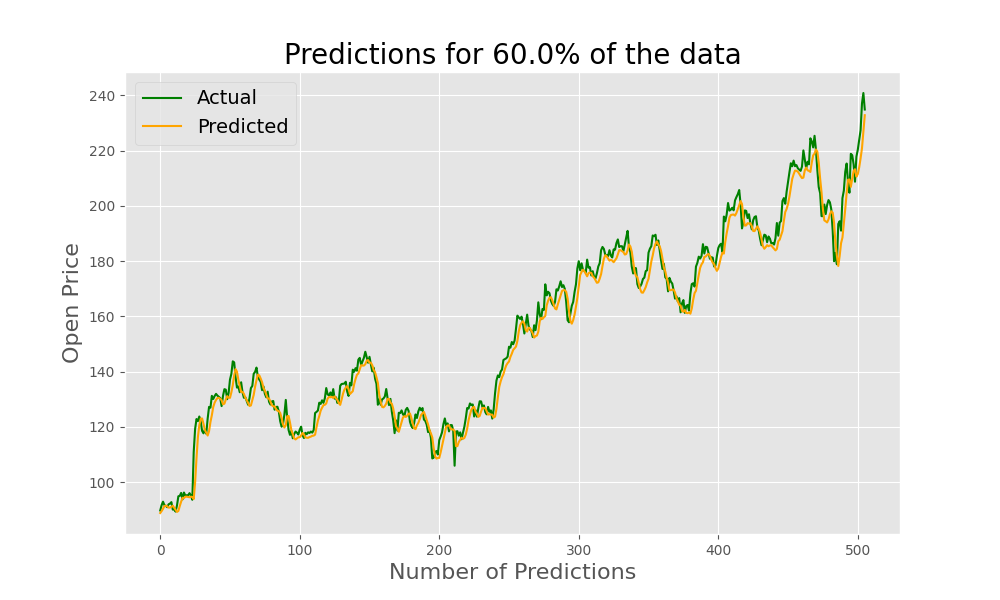 Predictions for 60.0% of the data
Actual
Predicted
Open Price
240
220
200
180
160
140
120
100
0 100 200 300 400 500
Number of Predictions